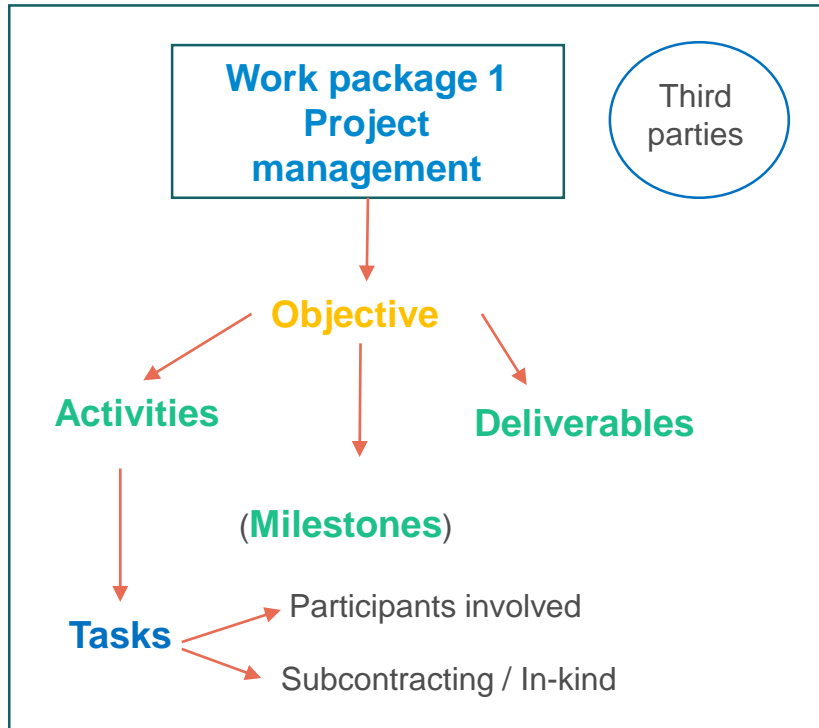 Work package 1
Project
management
Third
parties
Objective
Activities
Deliverables
(Milestones)
Participants involved
Tasks
Subcontracting / In-kind